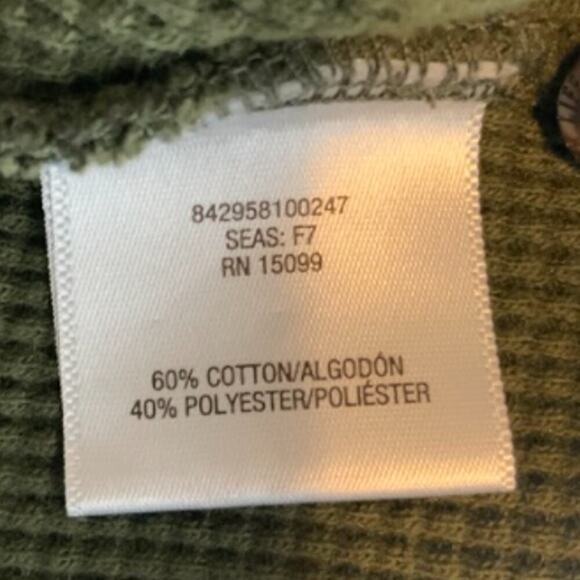 842958100247
SEAS: F7
RN 15099
60% COTTON/ALGODÓN
40% POLYESTER/POLIÉSTER